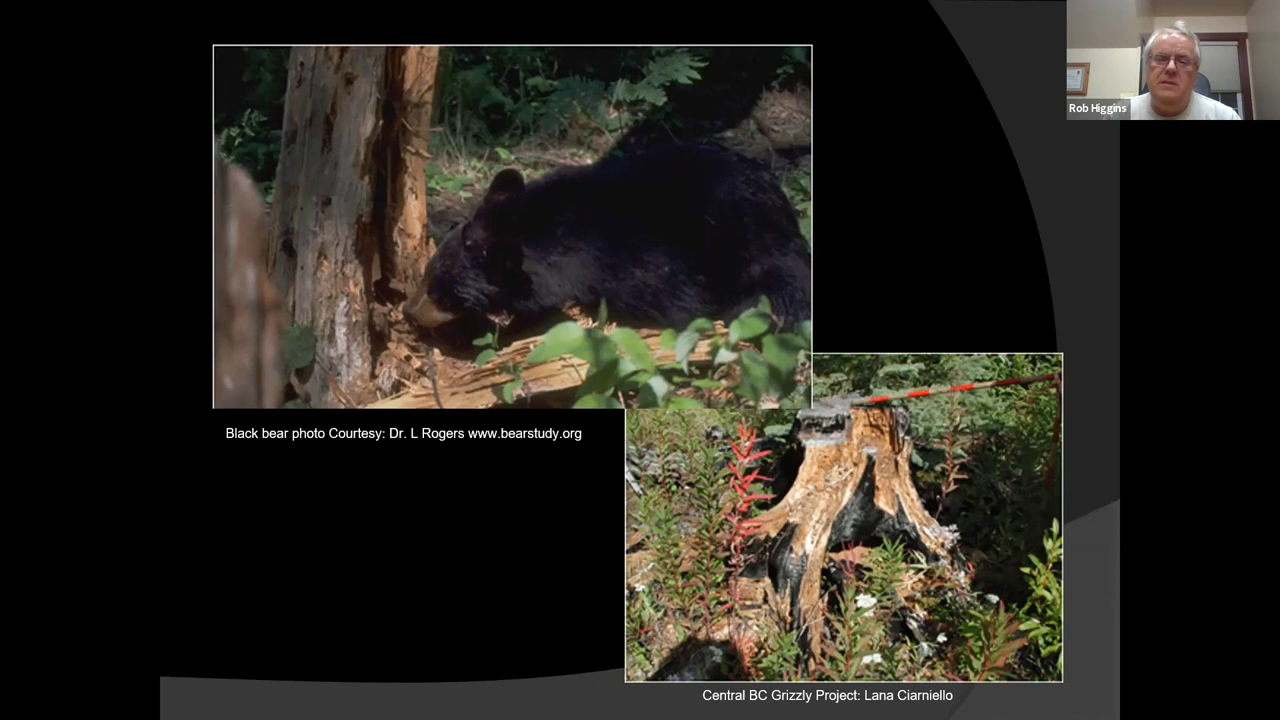 Rob Higgins
Black bear photo Courtesy: Dr. L Rogers www.bearstudy.org
Central BC Grizzly Project: Lana Ciarniello